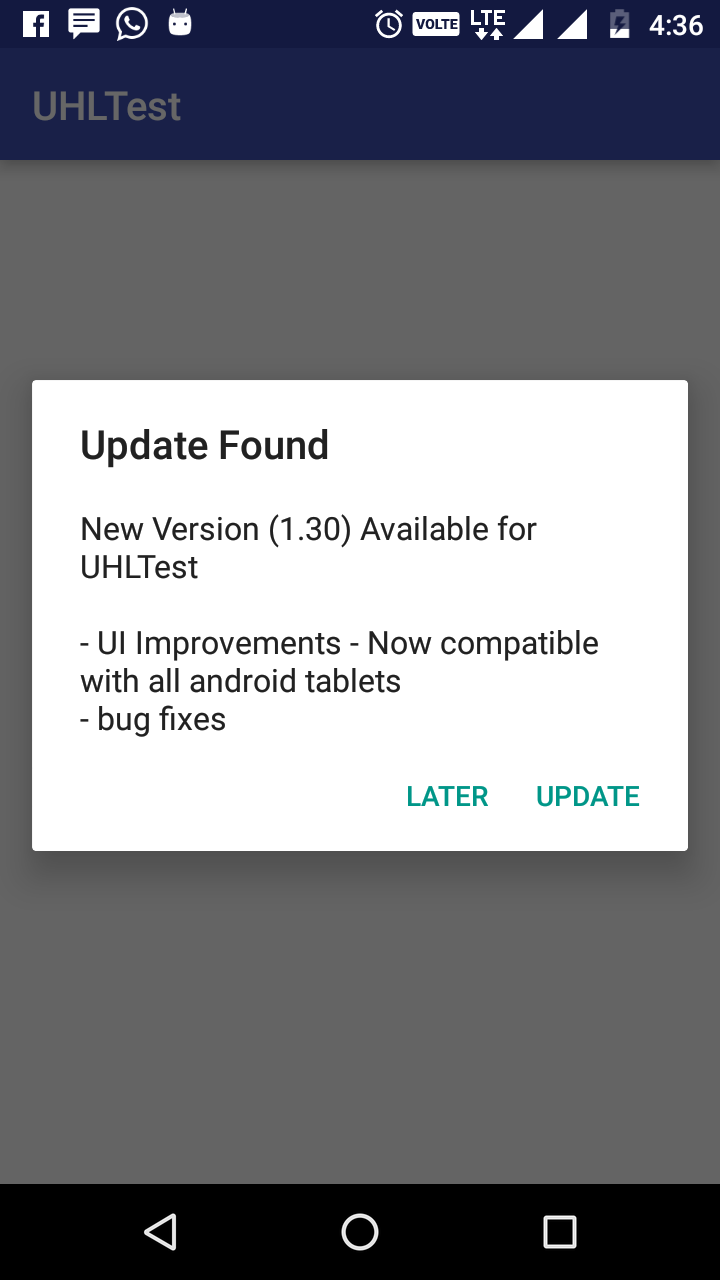 VOLTE LTE 4:36
UHLTest
Update Found
New Version (1.30) Available for
UHLTest
- UI Improvements - Now compatible
with all android tablets
- bug fixes
LATER UPDATE